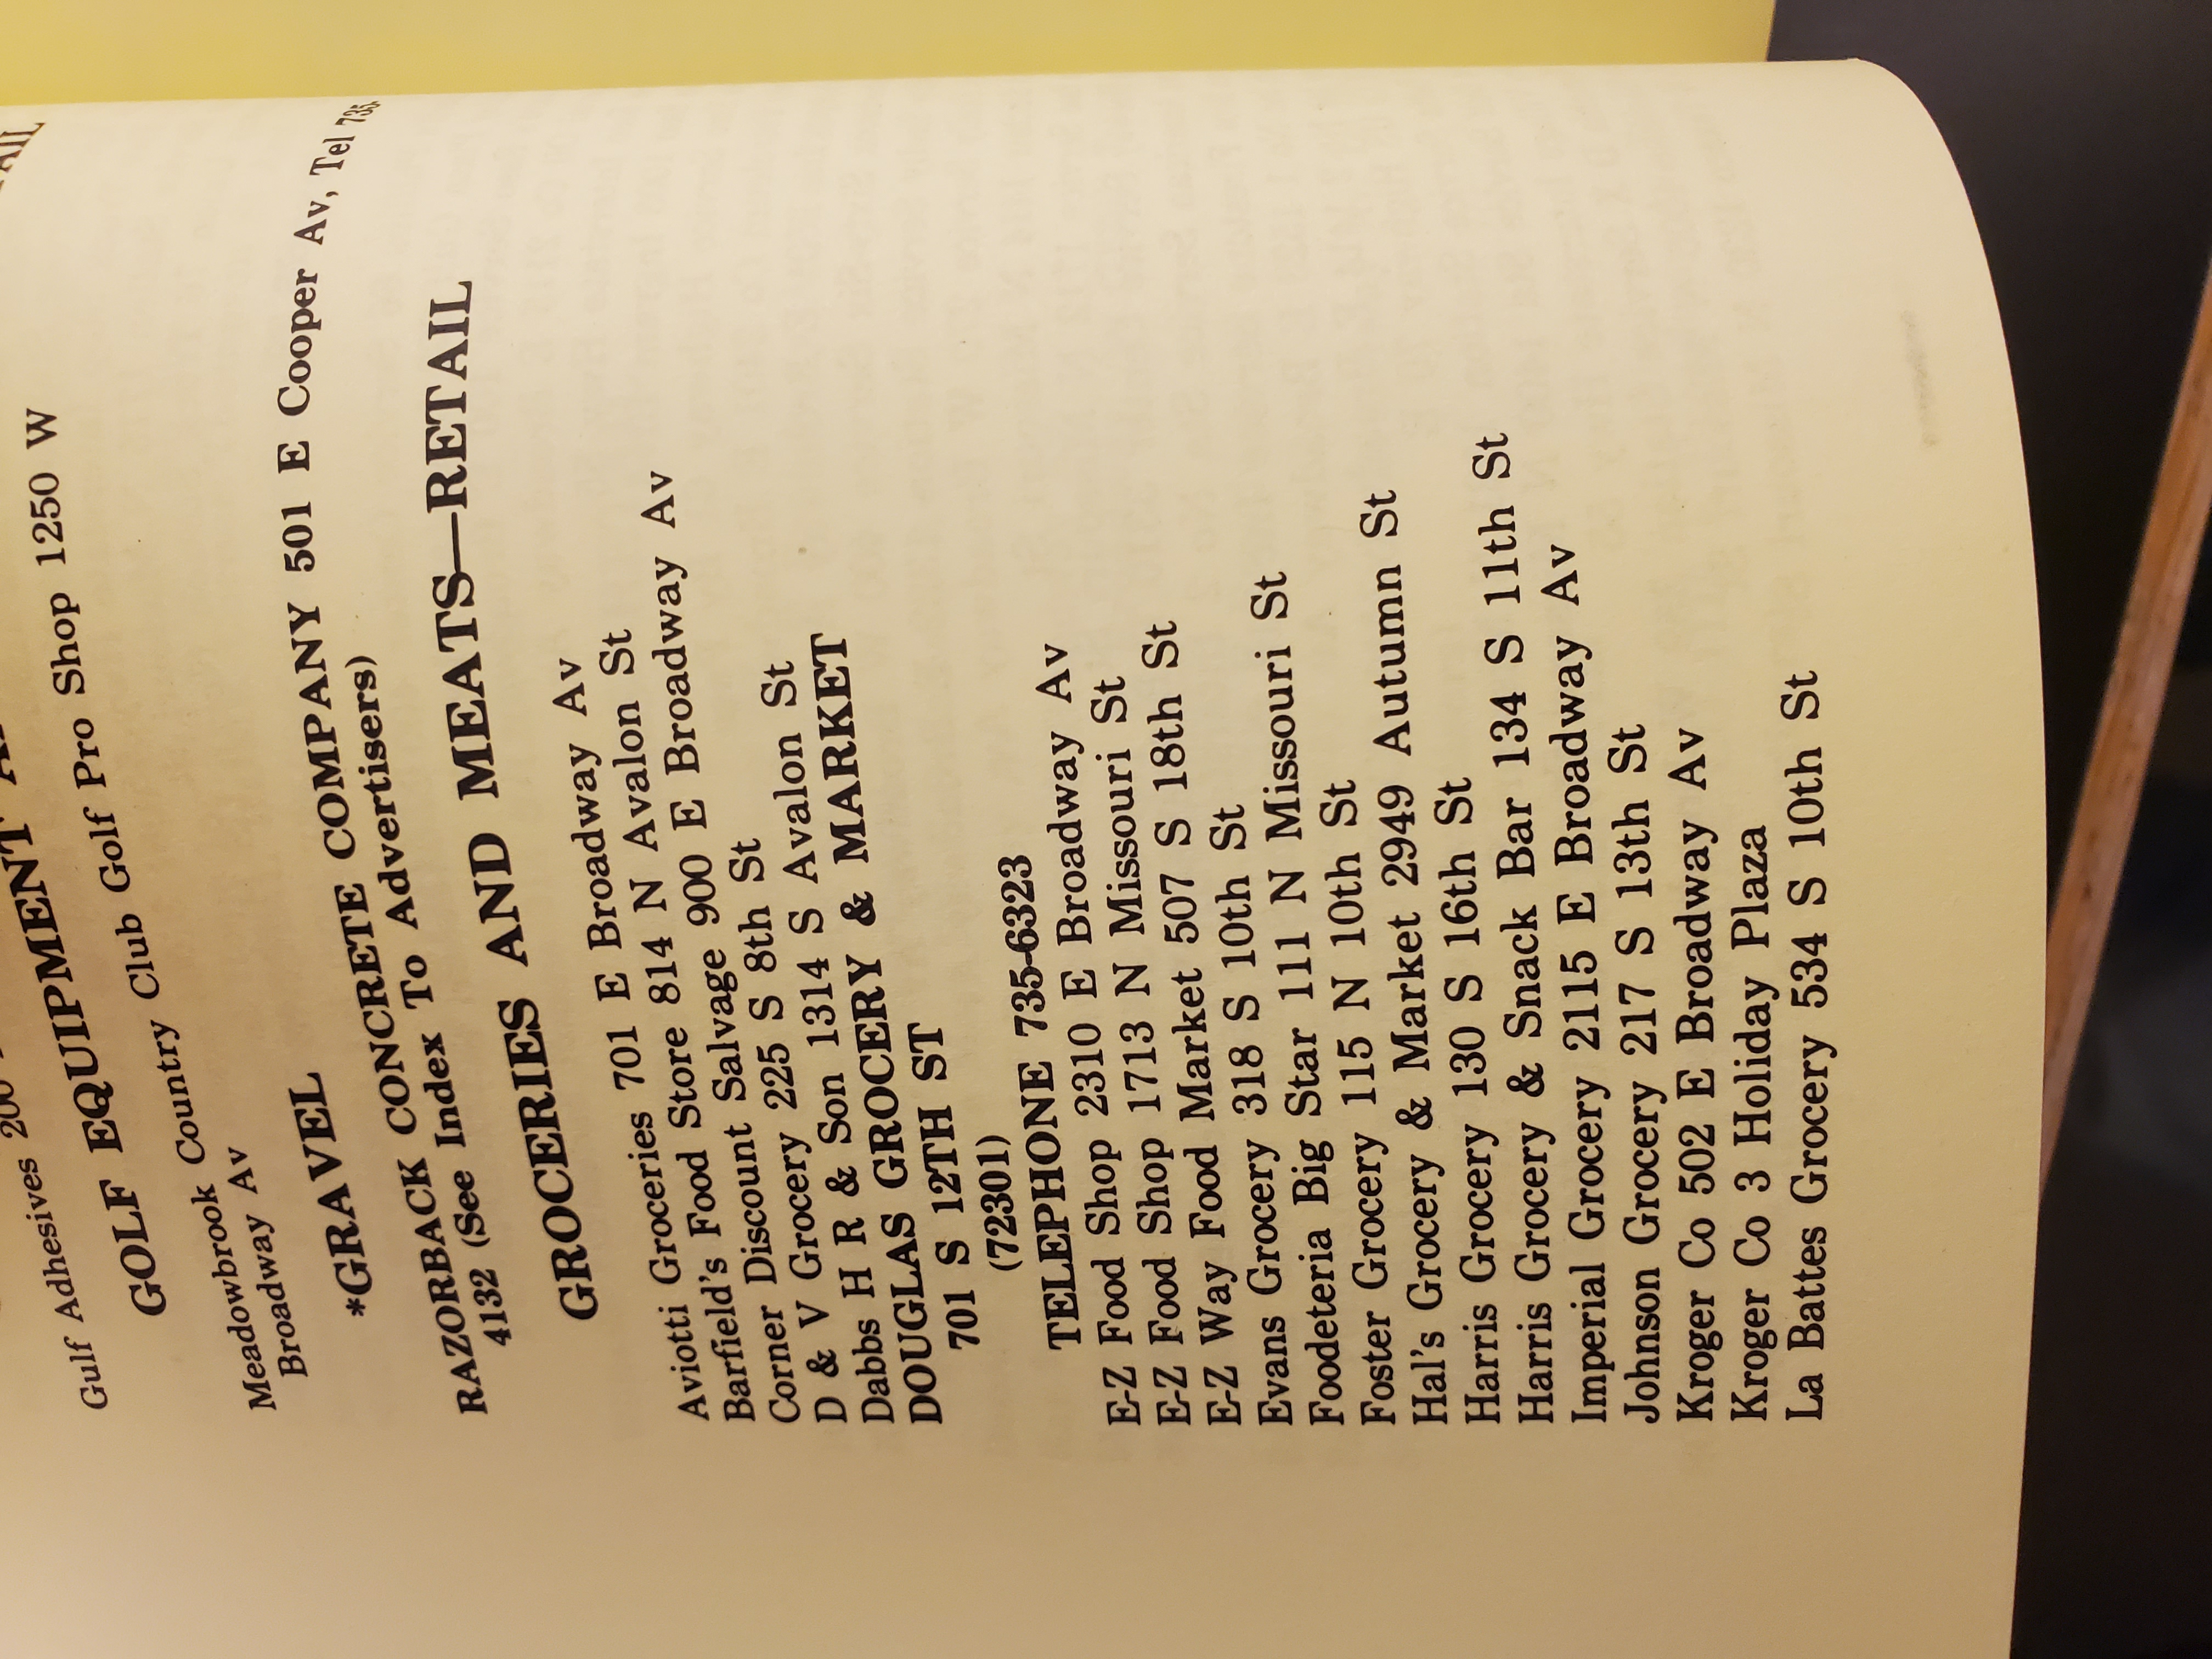 Gulf Adhesives
GOLF EQUIPMENT
Meadowbrook Country Club Golf Pro Shop 1250 W
Broadway Av
*GRAVEL
RAZORBACK CONCRETE COMPANY 501 E Cooper Av, Tel 735-
4132 (See Index To Advertisers)
GROCERIES AND MEATS—RETAIL
Aviotti Groceries 701 E Broadway Av
Barfield's Food Store 814 N Avalon St
Corner Discount Salvage 900 E Broadway Av
D & V Grocery 225 S 8th St
Dabbs H R & Son 1314 S Avalon St
DOUGLAS GROCERY & MARKET
701 S 12TH ST
(72301)
TELEPHONE 735-6323
E-Z Food Shop 2310 E Broadway Av
E-Z Food Shop 1713 N Missouri St
E-Z Way Food Market 507 S 18th St
Evans Grocery 318 S 10th St
Foodeteria Big Star 111 N Missouri St
Foster Grocery 115 N 10th St
Hal's Grocery & Market 2949 Autumn St
Harris Grocery 130 S 16th St
Harris Grocery & Snack Bar 134 S 11th St
Imperial Grocery 2115 E Broadway Av
Johnson Grocery 217 S 13th St
Kroger Co 502 E Broadway Av
Kroger Co 3 Holiday Plaza
La Battes Grocery 534 S 10th St